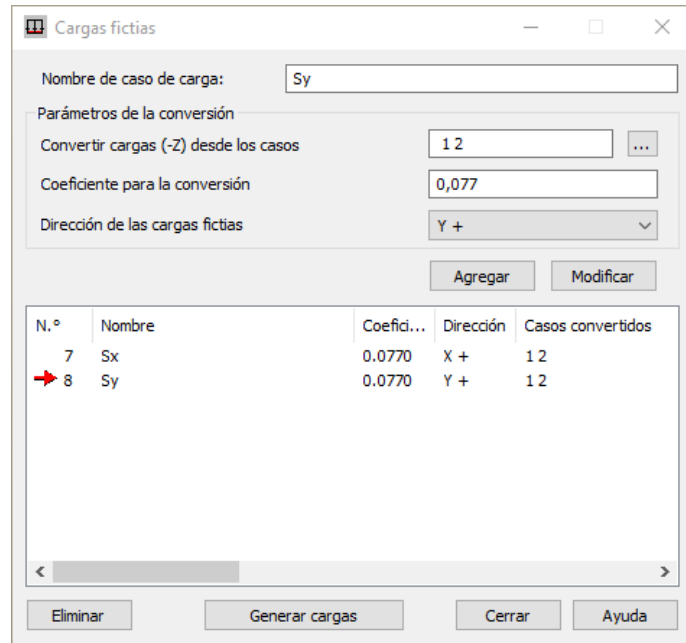 Cargas fictias
Nombre de caso de carga: Sy
Parámetros de la conversión
Convertir cargas (-Z) desde los casos 1 2 ...
Coeficiente para la conversión 0,077
Dirección de las cargas fictias Y +
Agregar Modificar
N.° Nombre Coefici... Dirección Casos convertidos
7 Sx 0.0770 X + 1 2
8 Sy 0.0770 Y + 1 2
Eliminar Generar cargas Cerrar Ayuda